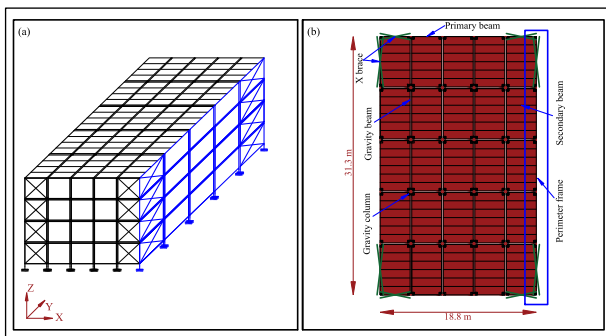 (a)
Z
Y
X
(b)
Primary beam
X brace
Gravity beam
31,3 m
Gravity column
Secondary beam
Perimeter frame
18.8 m